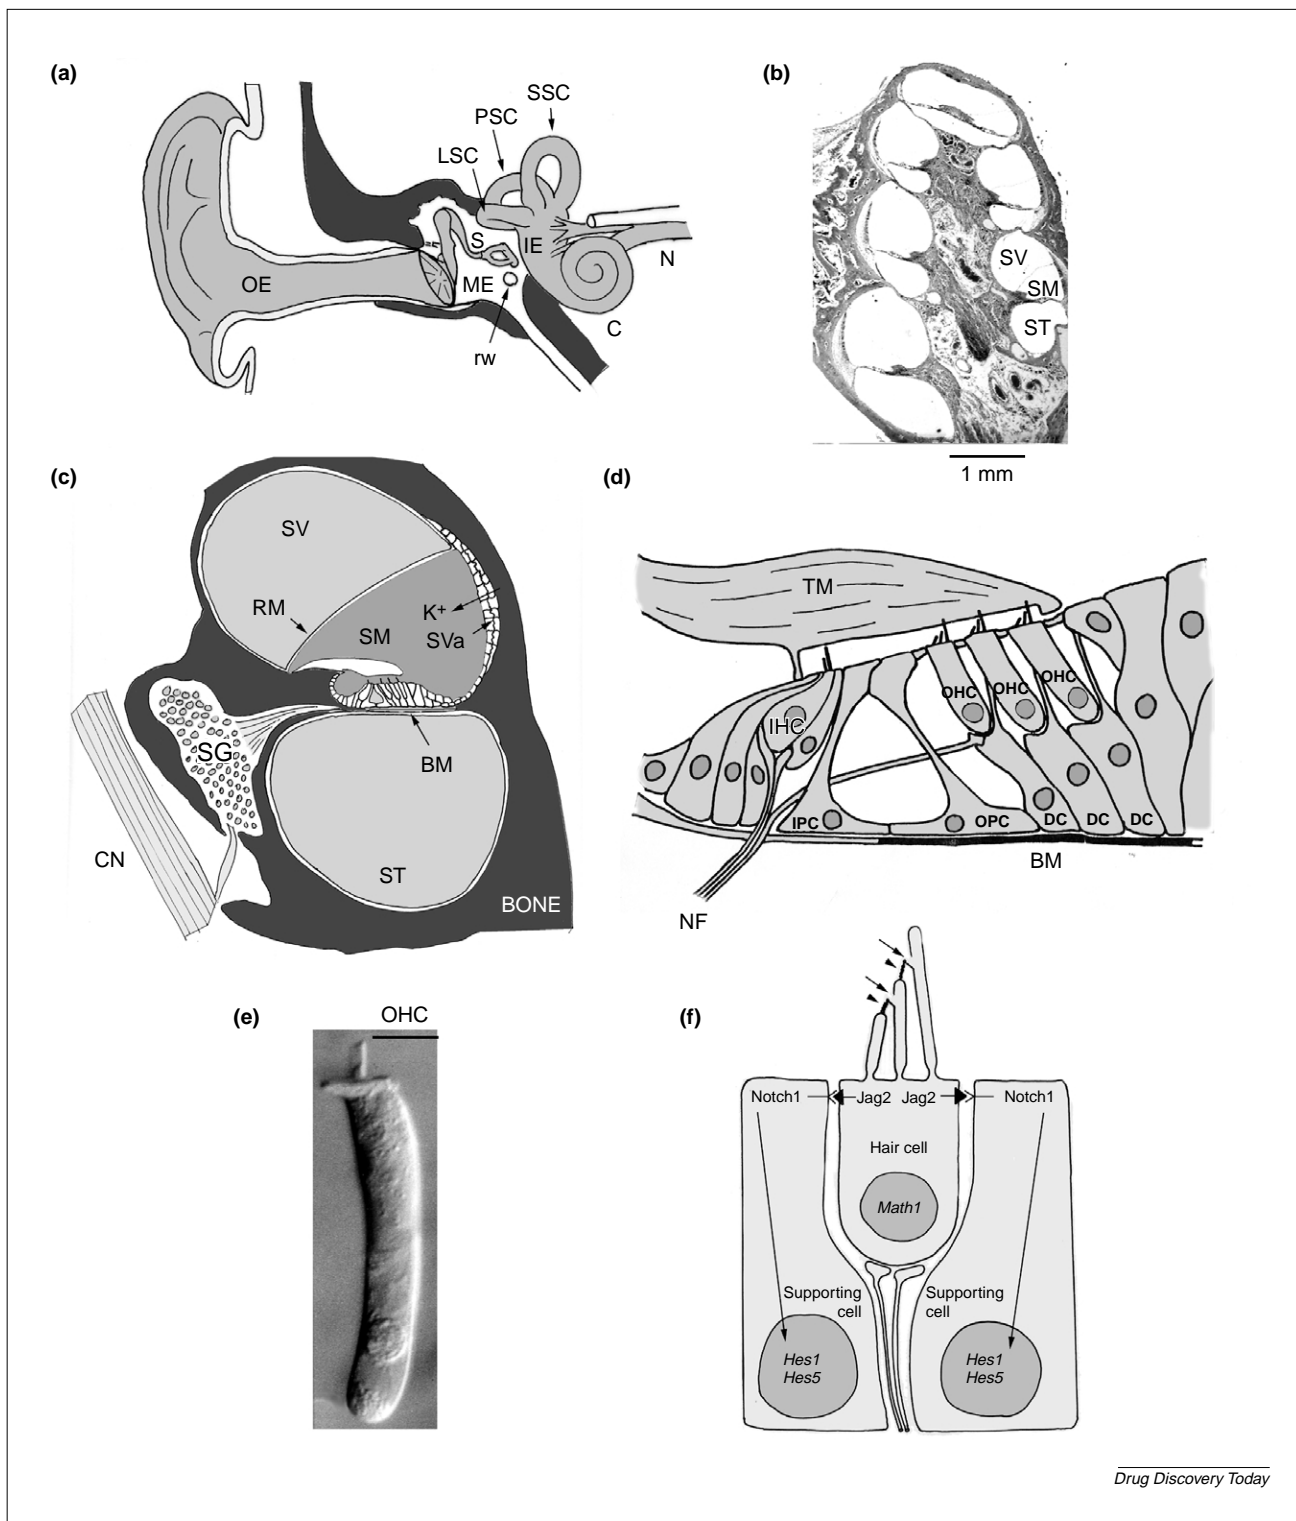 (a)
SSC
PSC
LSC
S
IE
N
OE
ME
C
rw
(b)
SV
SM
ST
1 mm
(c)
SV
RM
K+
SM
SVa
SG
BM
CN
ST
BONE
(d)
TM
OHC
OHC
OHC
IHC
IPC
OPC
DC
DC
DC
BM
NF
(e)
OHC
(f)
Notch1
Jag2
Jag2
Notch1
Hair cell
Math1
Supporting
cell
Supporting
cell
Hes1
Hes5
Hes1
Hes5
Drug Discovery Today